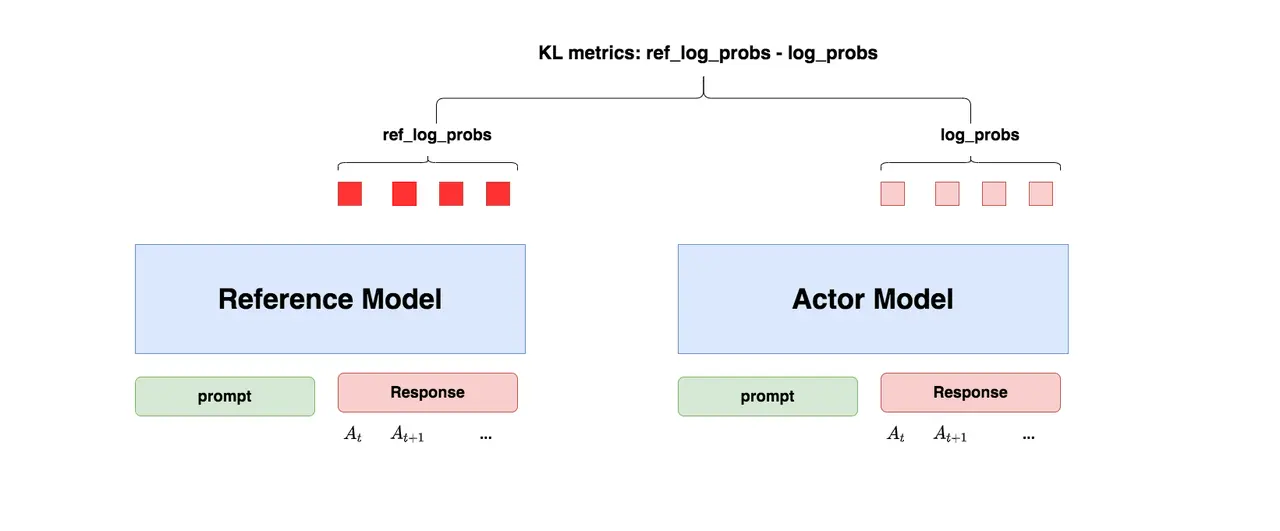 KL metrics: ref_log_probs - log_probs
ref_log_probs
log_probs
Reference Model
Actor Model
prompt
Response
prompt
Response
A_t
A_{t+1}
...
A_t
A_{t+1}
...